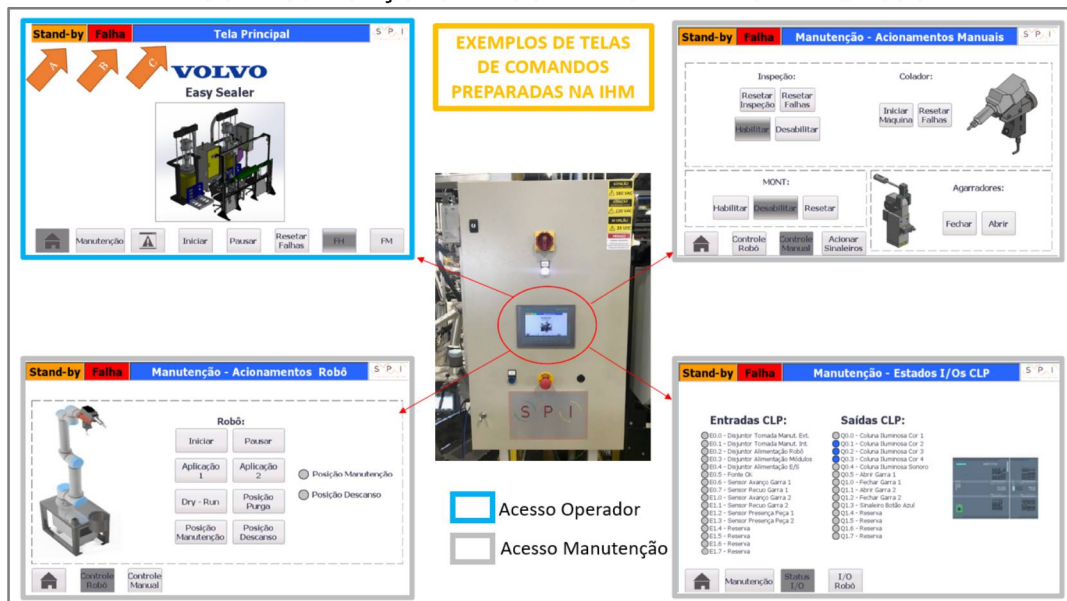 Stand-by Falha Tela Principal S P I
A B C
VOLVO
Easy Sealer
Manutenção Iniciar Pausar Resetar Falhas FH FM
EXEMPLOS DE TELAS
DE COMANDOS
PREPARADAS NA IHM
Stand-by Falha Manutenção - Acionamentos Manuais S P I
Inspeção:
Resetar Inspeção Resetar Falhas
Habilitar Desabilitar
Colador:
Iniciar Máquina Resetar Falhas
MONT:
Habilitar Desabilitar Resetar
Agarradores:
Fechar Abrir
Controle Robô Controle Manual Acionar Sinaleiros
S P I
Stand-by Falha Manutenção - Acionamentos Robô S P I
Robô:
Iniciar Pausar
Aplicação 1 Aplicação 2
Dry - Run Posição Purga
Posição Manutenção Posição Descanso
Posição Manutenção
Posição Descanso
Controle Robô Controle Manual
Acesso Operador
Acesso Manutenção
Stand-by Falha Manutenção - Estados I/Os CLP S P I
Entradas CLP:
E0.0 - Disjuntor Tomada Manut. Ext.
E0.1 - Disjuntor Tomada Manut. Int.
E0.2 - Disjuntor Alimentação Robô
E0.3 - Disjuntor Alimentação Módulos
E0.4 - Disjuntor Alimentação E/S
E0.5 - Fonte Ok
E0.6 - Sensor Avanço Garra 1
E0.7 - Sensor Recuo Garra 1
E1.0 - Sensor Avanço Garra 2
E1.1 - Sensor Recuo Garra 2
E1.2 - Sensor Presença Peça 1
E1.3 - Sensor Presença Peça 2
E1.4 - Reserva
E1.5 - Reserva
E1.6 - Reserva
E1.7 - Reserva
Saídas CLP:
Q0.0 - Coluna Iluminosa Cor 1
Q0.1 - Coluna Iluminosa Cor 2
Q0.2 - Coluna Iluminosa Cor 3
Q0.3 - Coluna Iluminosa Cor 4
Q0.4 - Coluna Iluminosa Sonoro
Q0.5 - Abrir Garra 1
Q1.0 - Fechar Garra 1
Q1.1 - Abrir Garra 2
Q1.2 - Fechar Garra 2
Q1.3 - Sinaleiro Botão Azul
Q1.4 - Reserva
Q1.5 - Reserva
Q1.6 - Reserva
Q1.7 - Reserva
Manutenção Status I/O I/O Robô